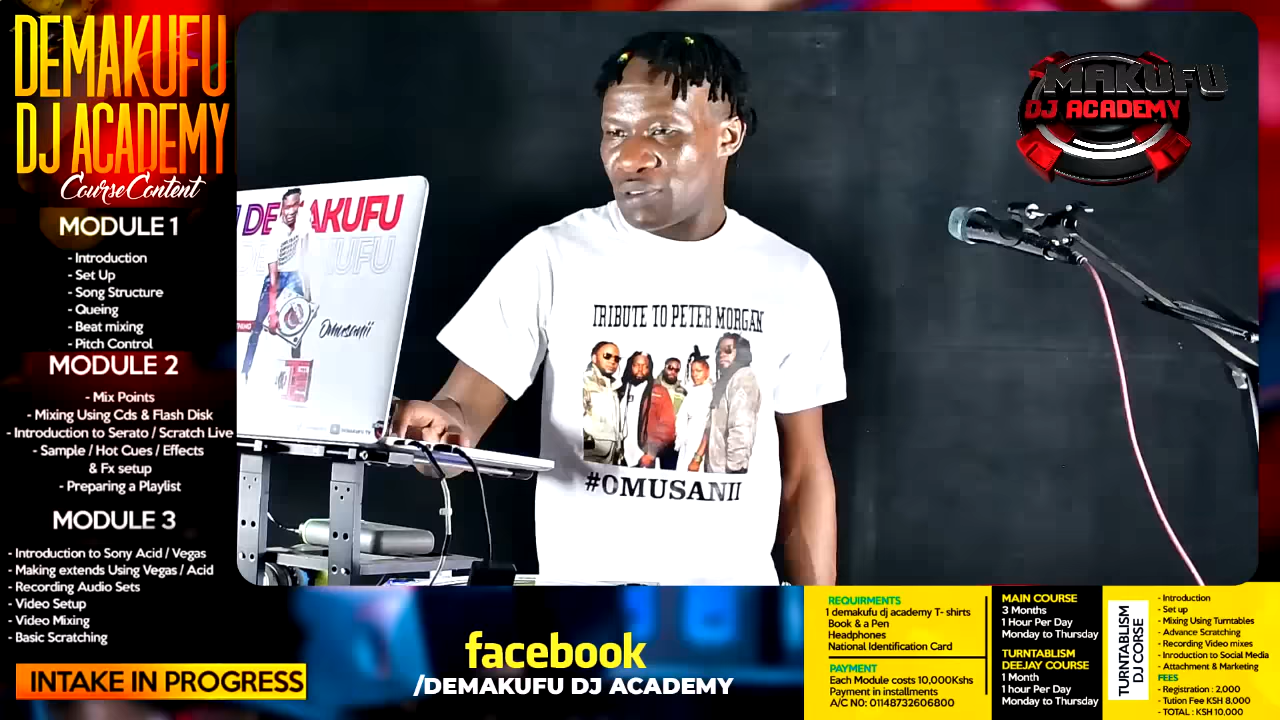 DEMAKUFU
DJ ACADEMY
Course Content
MODULE 1
- Introduction
- Set Up
- Song Structure
- Queing
- Beat mixing
- Pitch Control
MODULE 2
- Mix Points
- Mixing Using Cds & Flash Disk
- Introduction to Serato / Scratch Live
- Sample / Hot Cues / Effects
& Fx setup
- Preparing a Playlist
MODULE 3
- Introduction to Sony Acid / Vegas
- Making extends Using Vegas / Acid
- Recording Audio Sets
- Video Setup
- Video Mixing
- Basic Scratching
INTAKE IN PROGRESS
DE AKUFU
Omusanii
TRIBUTE TO PETER MORGAN
#OMUSANII
MAKUFU
DJ ACADEMY
facebook
/DEMAKUFU DJ ACADEMY
REQUIRMENTS
1 demakufu dj academy T- shirts
Book & a Pen
Headphones
National Identification Card
PAYMENT
Each Module costs 10,000Kshs
Payment in installments
A/C NO: 01148732606800
MAIN COURSE
3 Months
1 Hour Per Day
Monday to Thursday
TURNTABLISM
DEEJAY COURSE
1 Month
1 hour Per Day
Monday to Thursday
TURNTABLISM
DJ CORSE
- Introduction
- Set up
- Mixing Using Turntables
- Advance Scratching
- Recording Video mixes
- Inroduction to Social Media
- Attachment & Marketing
FEES
- Registration : 2,000
- Tution Fee KSH 8,000
- TOTAL : KSH 10,000